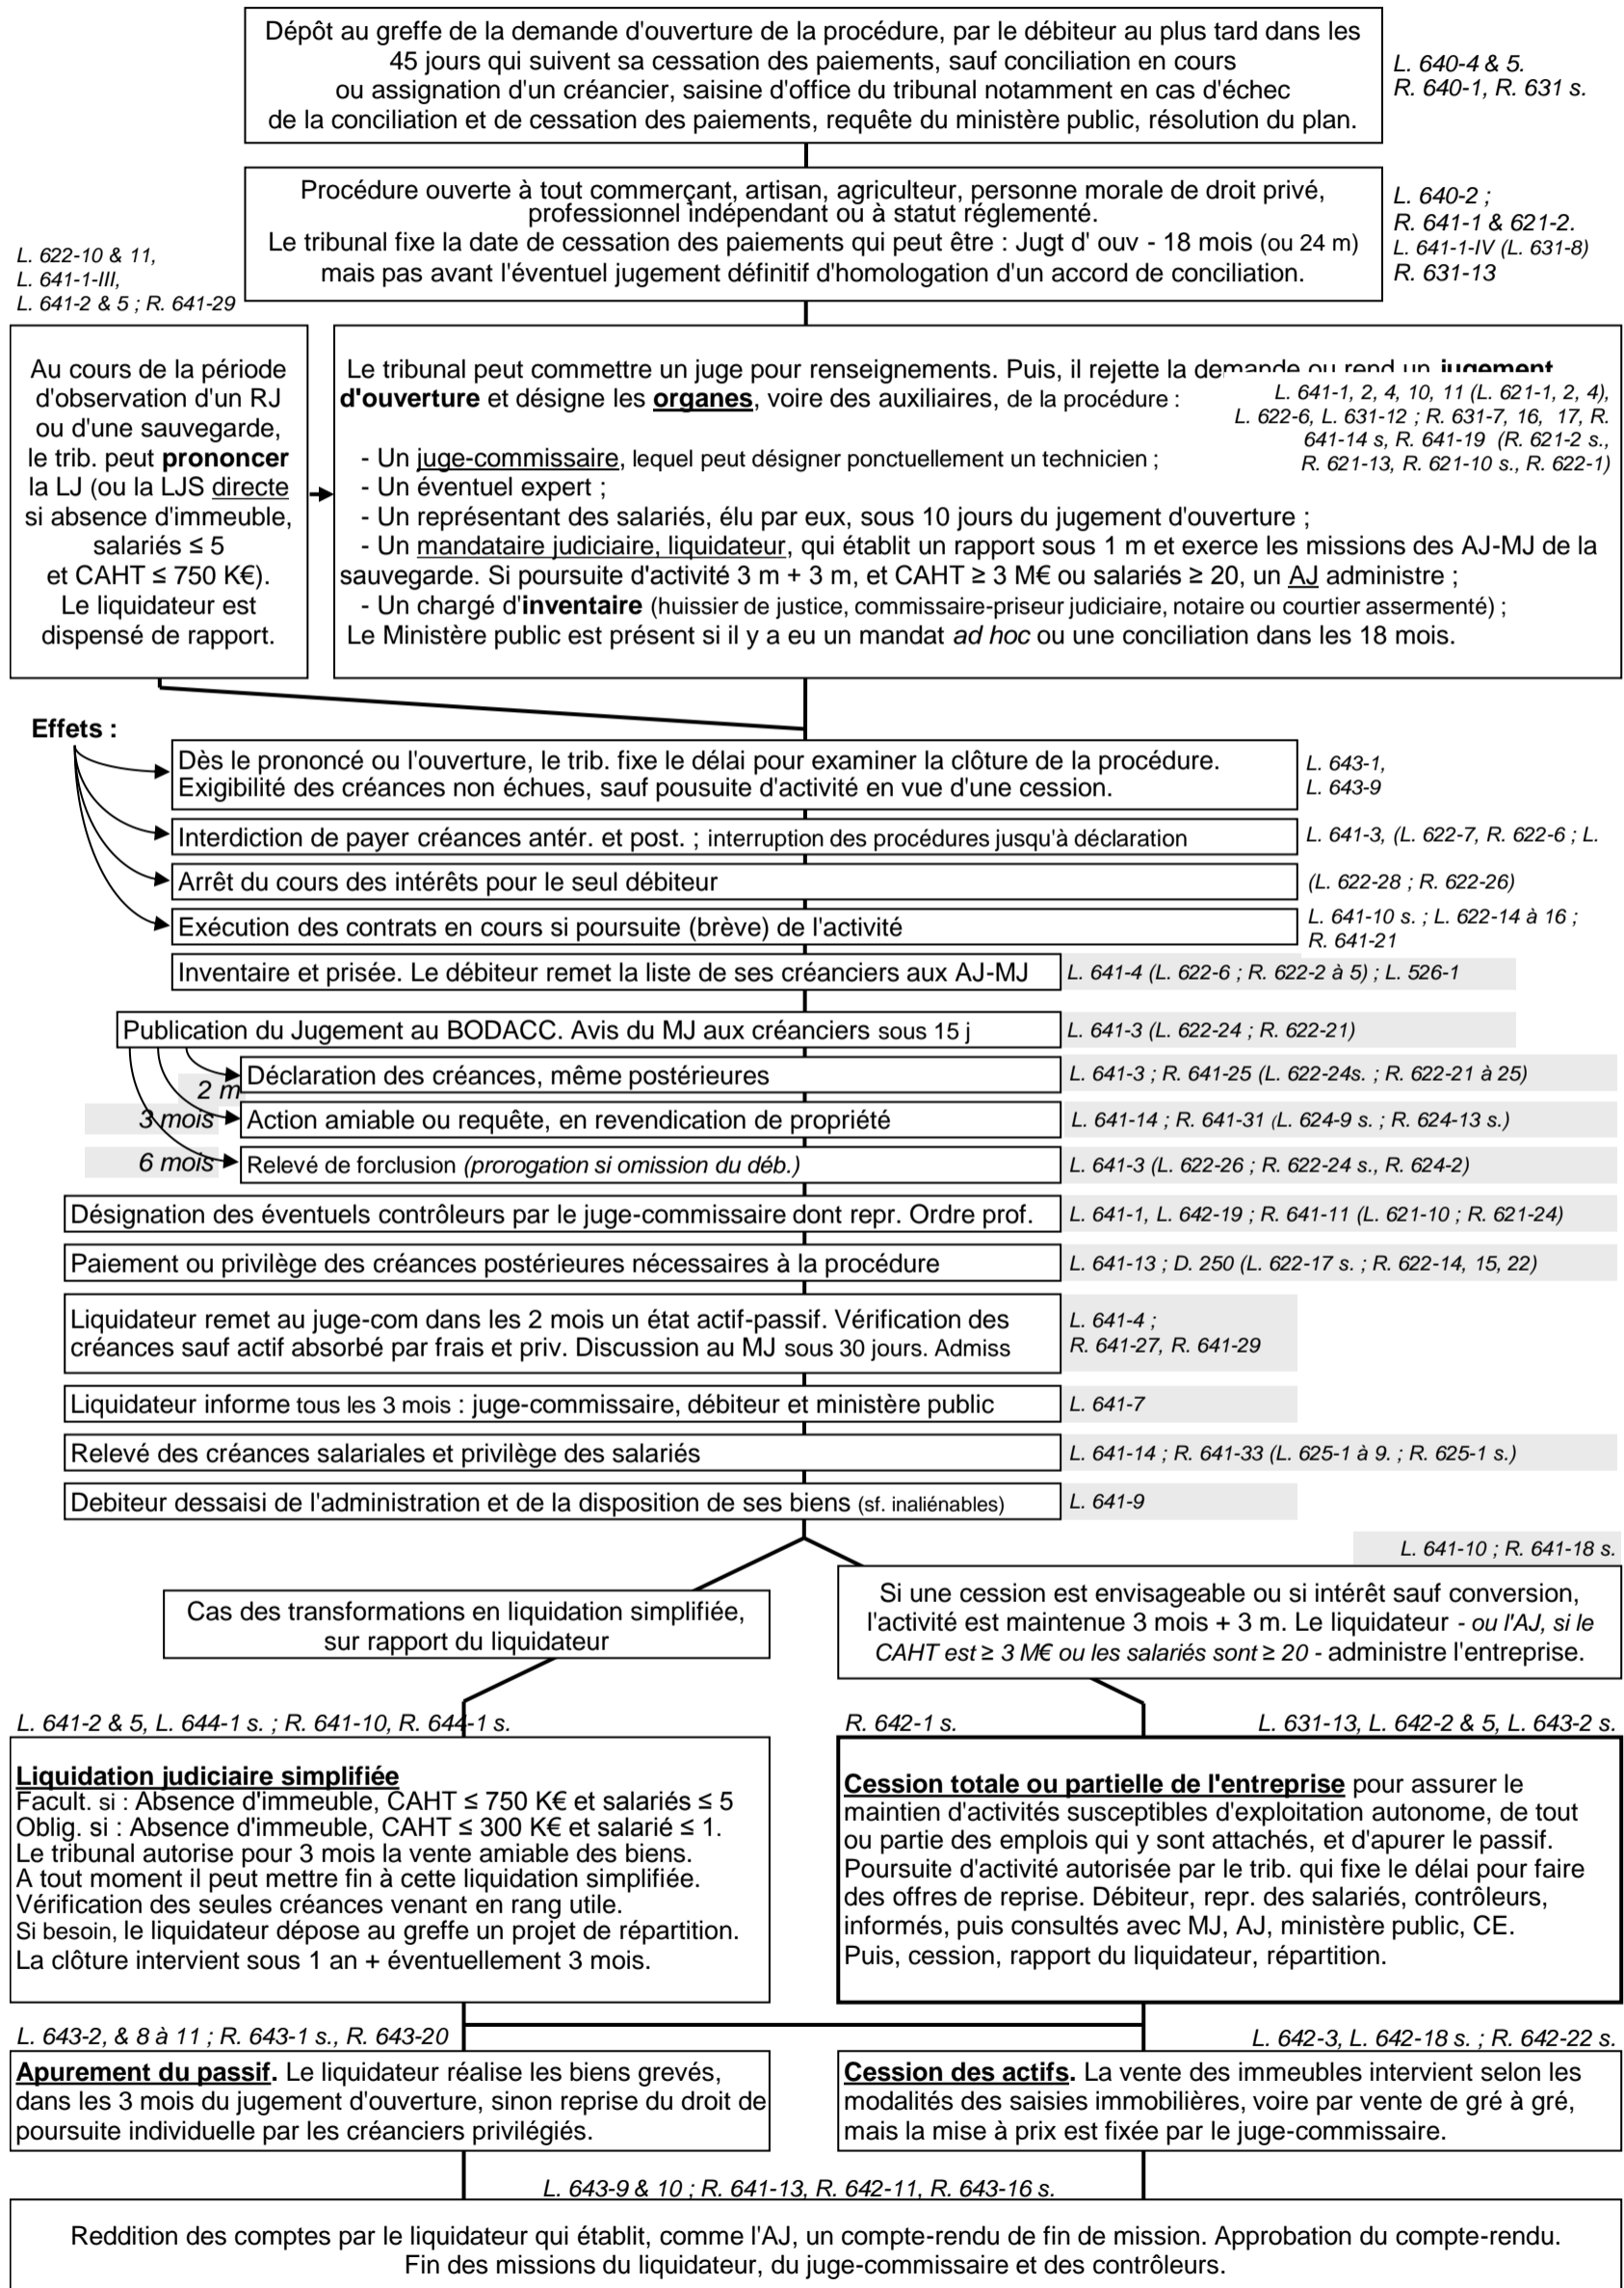 Dépôt au greffe de la demande d'ouverture de la procédure, par le débiteur au plus tard dans les
45 jours qui suivent sa cessation des paiements, sauf conciliation en cours
ou assignation d'un créancier, saisine d'office du tribunal notamment en cas d'échec
de la conciliation et de cessation des paiements, requête du ministère public, résolution du plan.
L. 640-4 & 5.
R. 640-1, R. 631 s.
Procédure ouverte à tout commerçant, artisan, agriculteur, personne morale de droit privé,
professionnel indépendant ou à statut réglementé.
Le tribunal fixe la date de cessation des paiements qui peut être : Jugt d' ouv - 18 mois (ou 24 m)
mais pas avant l'éventuel jugement définitif d'homologation d'un accord de conciliation.
L. 640-2 ;
R. 641-1 & 621-2.
L. 641-1-IV (L. 631-8)
R. 631-13
L. 622-10 & 11,
L. 641-1-III,
L. 641-2 & 5 ; R. 641-29
Au cours de la période
d'observation d'un RJ
ou d'une sauvegarde,
le trib. peut prononcer
la LJ (ou la LJS directe
si absence d'immeuble,
salariés ≤ 5
et CAHT ≤ 750 K€).
Le liquidateur est
dispensé de rapport.
Le tribunal peut commettre un juge pour renseignements. Puis, il rejette la demande ou rend un jugement
d'ouverture et désigne les organes, voire des auxiliaires, de la procédure :
L. 641-1, 2, 4, 10, 11 (L. 621-1, 2, 4),
L. 622-6, L. 631-12 ; R. 631-7, 16, 17, R.
641-14 s, R. 641-19 (R. 621-2 s.,
R. 621-13, R. 621-10 s., R. 622-1)
- Un juge-commissaire, lequel peut désigner ponctuellement un technicien ;
- Un éventuel expert ;
- Un représentant des salariés, élu par eux, sous 10 jours du jugement d'ouverture ;
- Un mandataire judiciaire, liquidateur, qui établit un rapport sous 1 m et exerce les missions des AJ-MJ de la
sauvegarde. Si poursuite d'activité 3 m + 3 m, et CAHT ≥ 3 M€ ou salariés ≥ 20, un AJ administre ;
- Un chargé d'inventaire (huissier de justice, commissaire-priseur judiciaire, notaire ou courtier assermenté) ;
Le Ministère public est présent si il y a eu un mandat ad hoc ou une conciliation dans les 18 mois.
Effets :
Dès le prononcé ou l'ouverture, le trib. fixe le délai pour examiner la clôture de la procédure.
Exigibilité des créances non échues, sauf pousuite d'activité en vue d'une cession.
L. 643-1,
L. 643-9
Interdiction de payer créances antér. et post. ; interruption des procédures jusqu'à déclaration
L. 641-3, (L. 622-7, R. 622-6 ; L.
Arrêt du cours des intérêts pour le seul débiteur
(L. 622-28 ; R. 622-26)
Exécution des contrats en cours si poursuite (brève) de l'activité
L. 641-10 s. ; L. 622-14 à 16 ;
R. 641-21
Inventaire et prisée. Le débiteur remet la liste de ses créanciers aux AJ-MJ
L. 641-4 (L. 622-6 ; R. 622-2 à 5) ; L. 526-1
Publication du Jugement au BODACC. Avis du MJ aux créanciers sous 15 j
L. 641-3 (L. 622-24 ; R. 622-21)
2 m
Déclaration des créances, même postérieures
L. 641-3 ; R. 641-25 (L. 622-24s. ; R. 622-21 à 25)
3 mois
Action amiable ou requête, en revendication de propriété
L. 641-14 ; R. 641-31 (L. 624-9 s. ; R. 624-13 s.)
6 mois
Relevé de forclusion (prorogation si omission du déb.)
L. 641-3 (L. 622-26 ; R. 622-24 s., R. 624-2)
Désignation des éventuels contrôleurs par le juge-commissaire dont repr. Ordre prof.
L. 641-1, L. 642-19 ; R. 641-11 (L. 621-10 ; R. 621-24)
Paiement ou privilège des créances postérieures nécessaires à la procédure
L. 641-13 ; D. 250 (L. 622-17 s. ; R. 622-14, 15, 22)
Liquidateur remet au juge-com dans les 2 mois un état actif-passif. Vérification des
créances sauf actif absorbé par frais et priv. Discussion au MJ sous 30 jours. Admiss
L. 641-4 ;
R. 641-27, R. 641-29
Liquidateur informe tous les 3 mois : juge-commissaire, débiteur et ministère public
L. 641-7
Relevé des créances salariales et privilège des salariés
L. 641-14 ; R. 641-33 (L. 625-1 à 9. ; R. 625-1 s.)
Debiteur dessaisi de l'administration et de la disposition de ses biens (sf. inaliénables)
L. 641-9
L. 641-10 ; R. 641-18 s.
Cas des transformations en liquidation simplifiée,
sur rapport du liquidateur
Si une cession est envisageable ou si intérêt sauf conversion,
l'activité est maintenue 3 mois + 3 m. Le liquidateur - ou l'AJ, si le
CAHT est ≥ 3 M€ ou les salariés sont ≥ 20 - administre l'entreprise.
L. 641-2 & 5, L. 644-1 s. ; R. 641-10, R. 644-1 s.
Liquidation judiciaire simplifiée
Facult. si : Absence d'immeuble, CAHT ≤ 750 K€ et salariés ≤ 5
Oblig. si : Absence d'immeuble, CAHT ≤ 300 K€ et salarié ≤ 1.
Le tribunal autorise pour 3 mois la vente amiable des biens.
A tout moment il peut mettre fin à cette liquidation simplifiée.
Vérification des seules créances venant en rang utile.
Si besoin, le liquidateur dépose au greffe un projet de répartition.
La clôture intervient sous 1 an + éventuellement 3 mois.
R. 642-1 s.
L. 631-13, L. 642-2 & 5, L. 643-2 s.
Cession totale ou partielle de l'entreprise pour assurer le
maintien d'activités susceptibles d'exploitation autonome, de tout
ou partie des emplois qui y sont attachés, et d'apurer le passif.
Poursuite d'activité autorisée par le trib. qui fixe le délai pour faire
des offres de reprise. Débiteur, repr. des salariés, contrôleurs,
informés, puis consultés avec MJ, AJ, ministère public, CE.
Puis, cession, rapport du liquidateur, répartition.
L. 643-2, & 8 à 11 ; R. 643-1 s., R. 643-20
Apurement du passif. Le liquidateur réalise les biens grevés,
dans les 3 mois du jugement d'ouverture, sinon reprise du droit de
poursuite individuelle par les créanciers privilégiés.
L. 642-3, L. 642-18 s. ; R. 642-22 s.
Cession des actifs. La vente des immeubles intervient selon les
modalités des saisies immobilières, voire par vente de gré à gré,
mais la mise à prix est fixée par le juge-commissaire.
L. 643-9 & 10 ; R. 641-13, R. 642-11, R. 643-16 s.
Reddition des comptes par le liquidateur qui établit, comme l'AJ, un compte-rendu de fin de mission. Approbation du compte-rendu.
Fin des missions du liquidateur, du juge-commissaire et des contrôleurs.